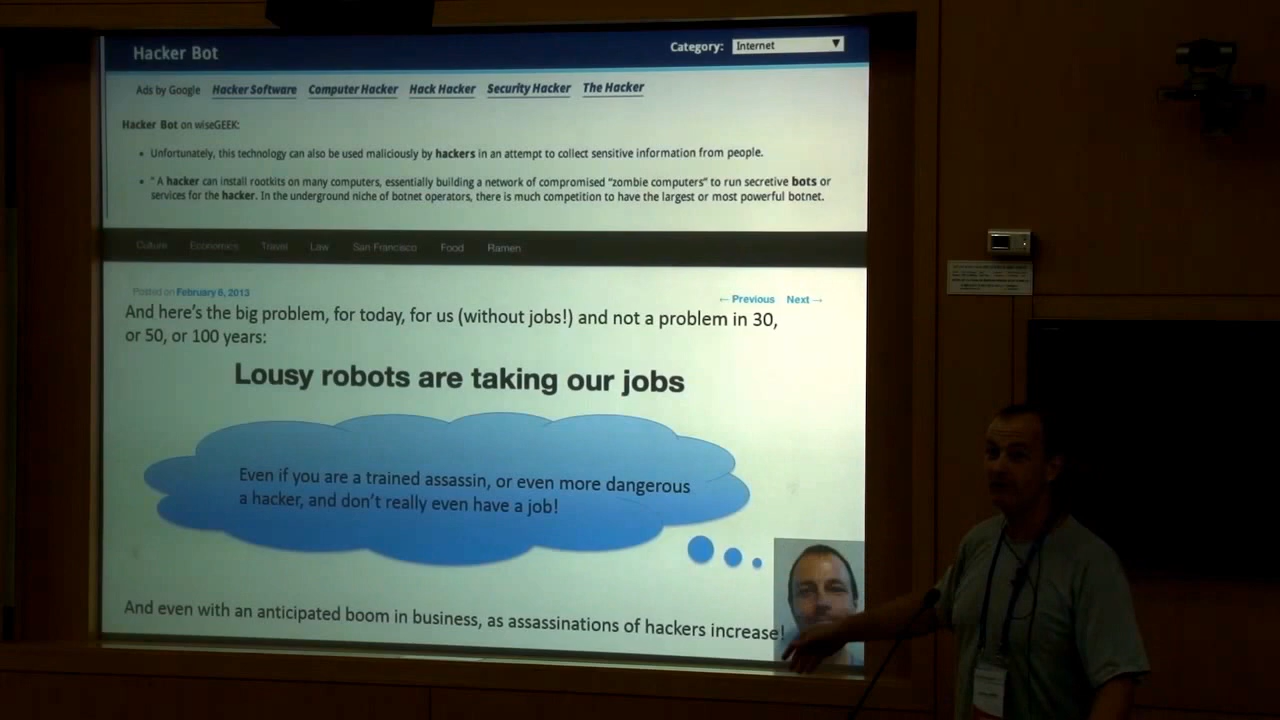 Hacker Bot
Category: Internet
Ads by Google Hacker Software Computer Hacker Hack Hacker Security Hacker The Hacker
Hacker Bot on wiseGEEK:
• Unfortunately, this technology can also be used maliciously by hackers in an attempt to collect sensitive information from people.
• " A hacker can install rootkits on many computers, essentially building a network of compromised “zombie computers” to run secretive bots or
services for the hacker. In the underground niche of botnet operators, there is much competition to have the largest or most powerful botnet.
Culture Economics Travel Law San Francisco Food Ramen
Posted on February 6, 2013
← Previous Next →
And here's the big problem, for today, for us (without jobs!) and not a problem in 30,
or 50, or 100 years:
Lousy robots are taking our jobs
Even if you are a trained assassin, or even more dangerous
a hacker, and don't really even have a job!
And even with an anticipated boom in business, as assassinations of hackers increase!